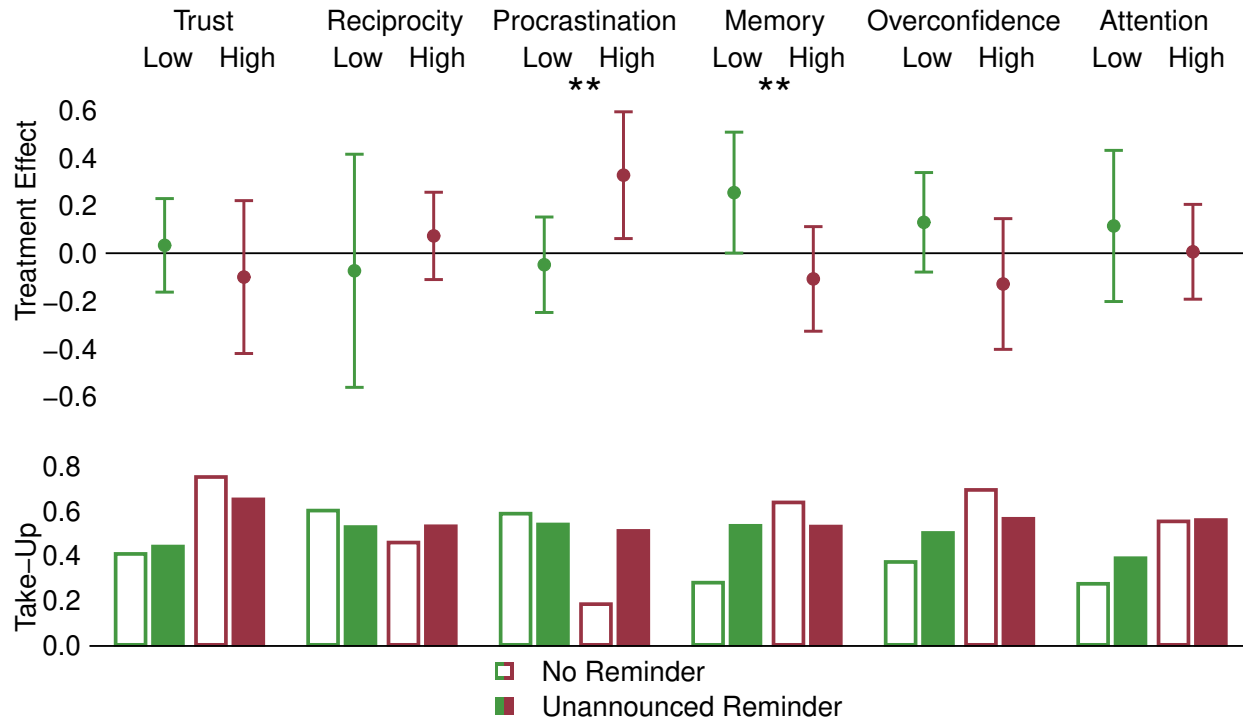 Trust Reciprocity Procrastination Memory Overconfidence Attention
Low High Low High Low High Low High Low High Low High
** **
Treatment Effect
0.6
0.4
0.2
0.0
−0.2
−0.4
−0.6
Take−Up
0.8
0.6
0.4
0.2
0.0
No Reminder
Unannounced Reminder